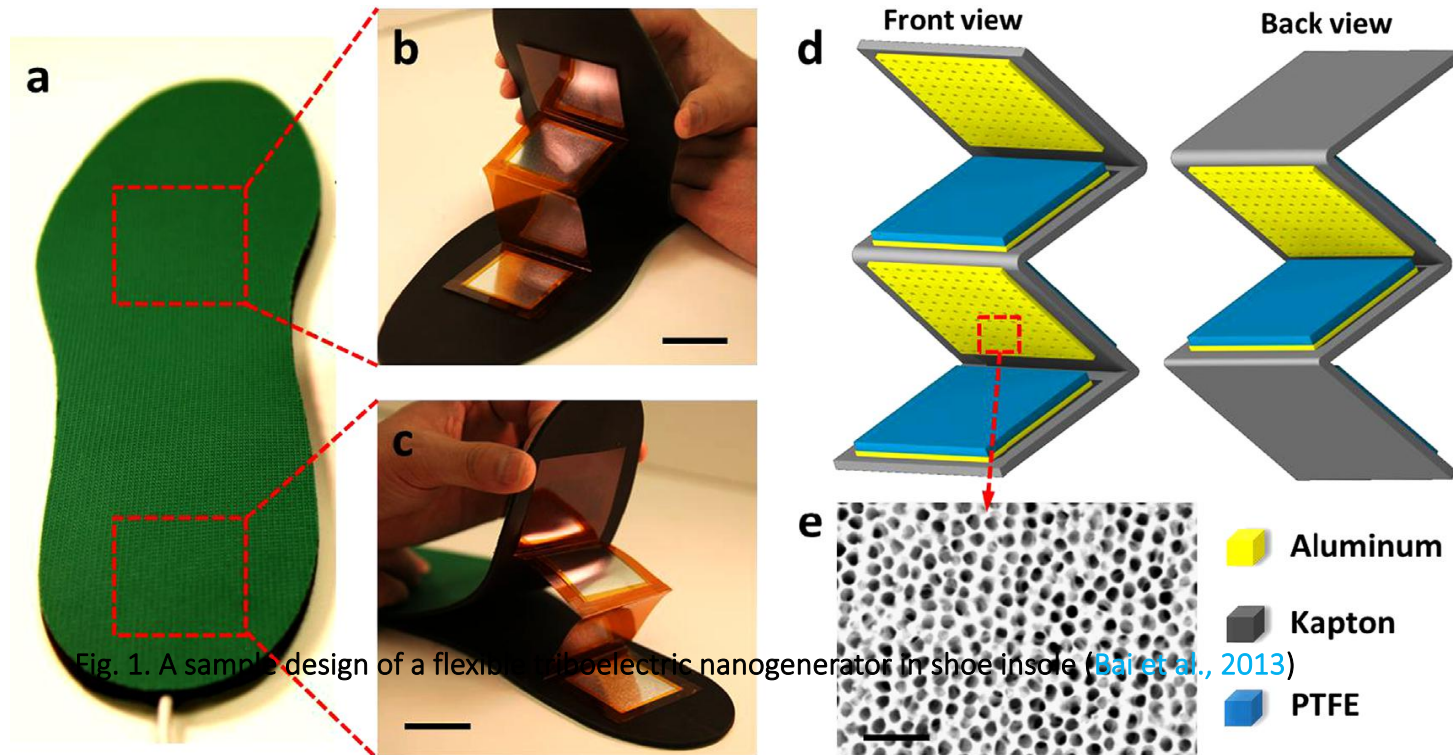 a
b
c
Front view
d
Back view
e
Aluminum
Kapton
PTFE
Fig. 1. A sample design of a flexible triboelectric nanogenerator in shoe insole (Bai et al., 2013)